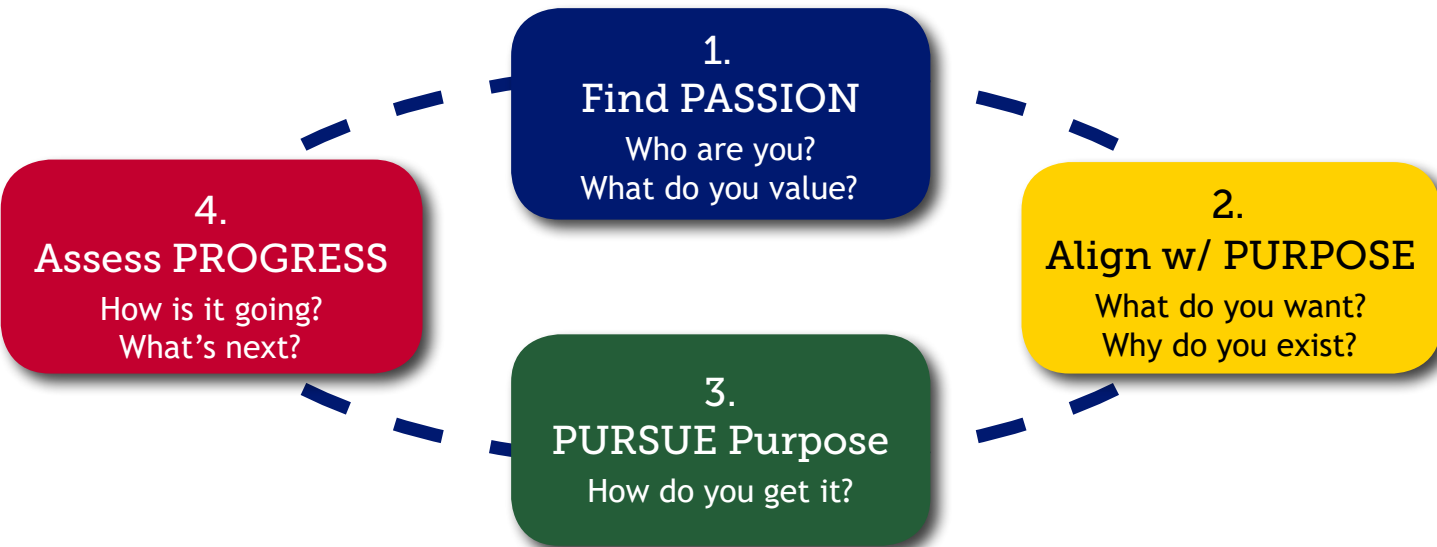 1.
Find PASSION
Who are you?
What do you value?
2.
Align w/ PURPOSE
What do you want?
Why do you exist?
3.
PURSUE Purpose
How do you get it?
4.
Assess PROGRESS
How is it going?
What’s next?